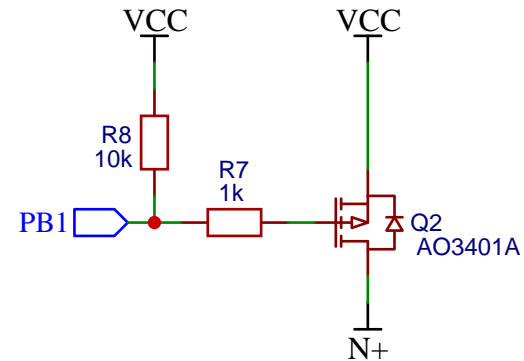 VCC
VCC
R8
10k
R7
1k
PB1
Q2
AO3401A
N+